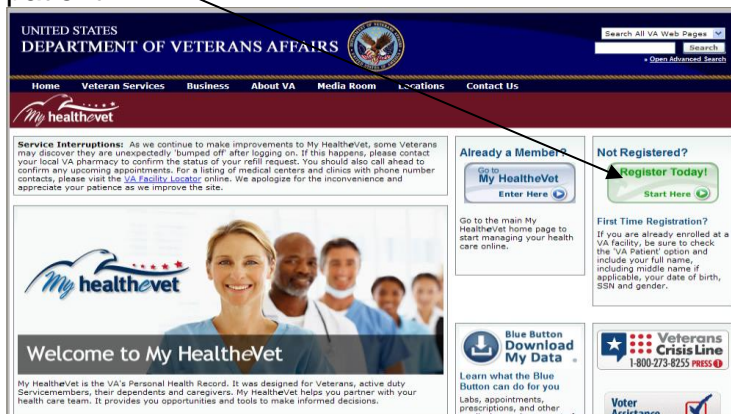 UNITED STATES
DEPARTMENT OF VETERANS AFFAIRS
Search All VA Web Pages
Search
Open Advanced Search
Home Veteran Services Business About VA Media Room Locations Contact Us
My healthevet
Service Interruptions: As we continue to make improvements to My HealtheVet, some Veterans
may discover they are unexpectedly 'bumped off' after logging on. If this happens, please contact
your local VA pharmacy to confirm the status of your refill request. You should also call ahead to
confirm any upcoming appointments. For a listing of medical centers and clinics with phone number
contacts, please visit the VA Facility Locator online. We apologize for the inconvenience and
appreciate your patience as we improve the site.
My healthevet
Welcome to My HealtheVet
My HealtheVet is the VA's Personal Health Record. It was designed for Veterans, active duty
Servicemembers, their dependents and caregivers. My HealtheVet helps you partner with your
health care team. It provides you opportunities and tools to make informed decisions.
Already a Member?
Go to
My HealtheVet
Enter Here
Go to the main My
HealtheVet home page to
start managing your health
care online.
Blue Button
Download
My Data
Learn what the Blue
Button can do for you
Labs, appointments,
prescriptions, and other
Not Registered?
Register Today!
Start Here
First Time Registration?
If you are already enrolled at a
VA facility, be sure to check
the 'VA Patient' option and
include your full name,
including middle name if
applicable, your date of birth,
SSN and gender.
Veterans
Crisis Line
1-800-273-8255 PRESS 1
Voter
Assistance